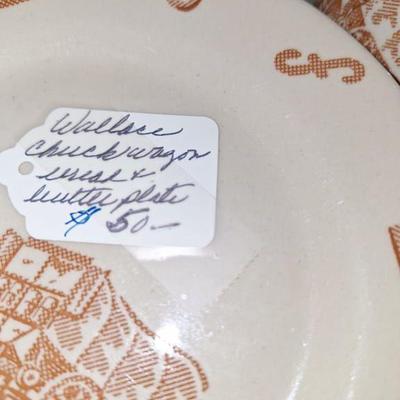 Wallace
Chuckwagon
cereal &
butter plate
$ 50—